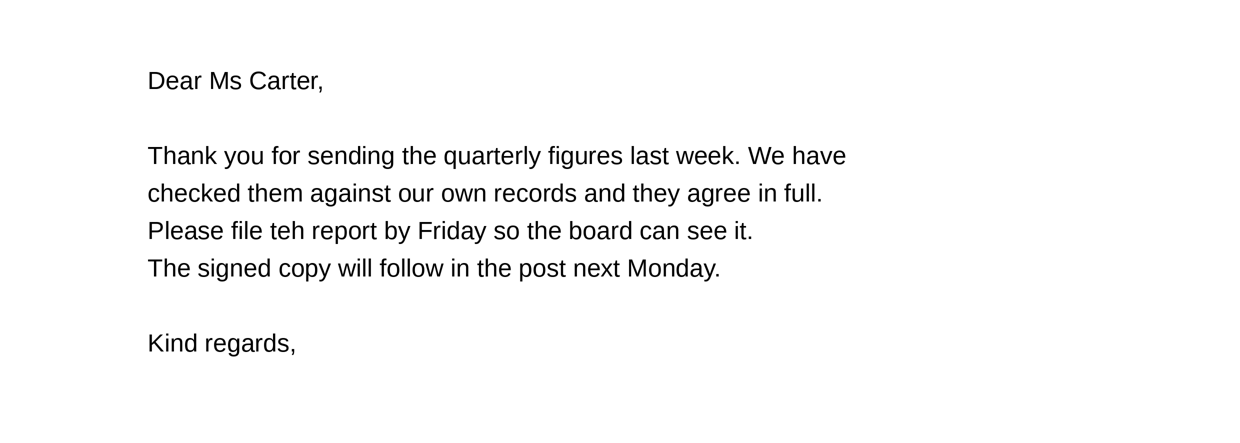 Dear Ms Carter,
Thank you for sending the quarterly figures last week. We have
checked them against our own records and they agree in full.
Please file teh report by Friday so the board can see it.
The signed copy will follow in the post next Monday.
Kind regards,